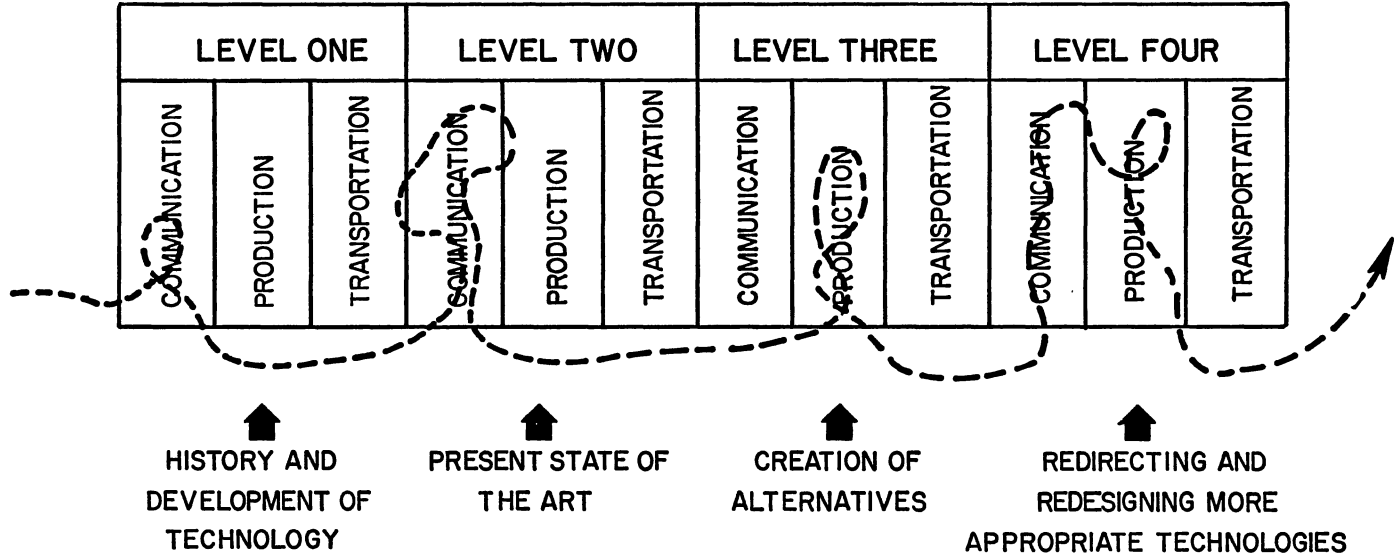 LEVEL ONE
LEVEL TWO
LEVEL THREE
LEVEL FOUR
COMMUNICATION
PRODUCTION
TRANSPORTATION
COMMUNICATION
PRODUCTION
TRANSPORTATION
COMMUNICATION
PRODUCTION
TRANSPORTATION
COMMUNICATION
PRODUCTION
TRANSPORTATION
HISTORY AND
DEVELOPMENT OF
TECHNOLOGY
PRESENT STATE OF
THE ART
CREATION OF
ALTERNATIVES
REDIRECTING AND
REDESIGNING MORE
APPROPRIATE TECHNOLOGIES